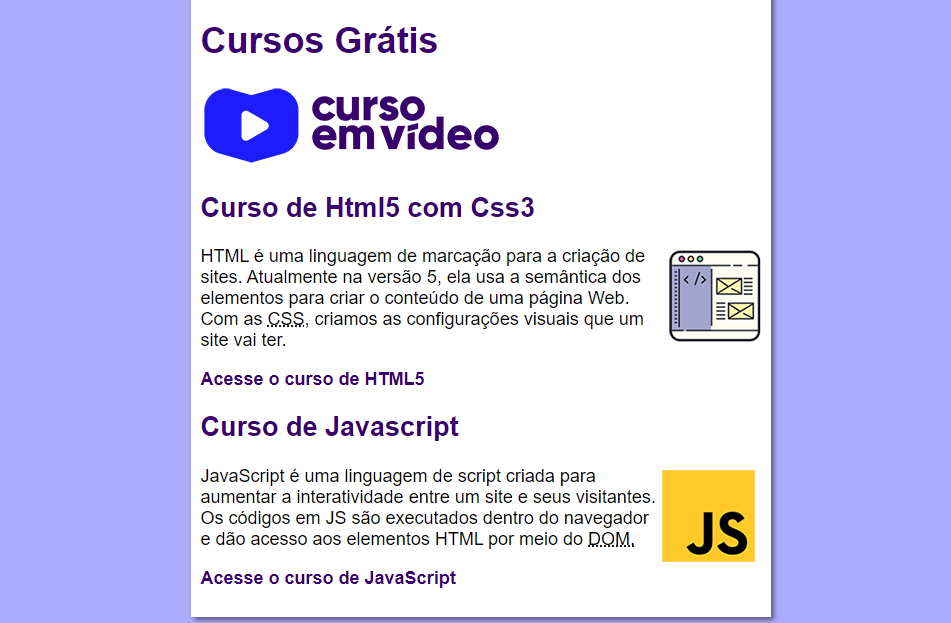 Cursos Grátis
curso
em vídeo
Curso de Html5 com Css3
HTML é uma linguagem de marcação para a criação de
sites. Atualmente na versão 5, ela usa a semântica dos
elementos para criar o conteúdo de uma página Web.
Com as CSS, criamos as configurações visuais que um
site vai ter.
</>
Acesse o curso de HTML5
Curso de Javascript
JavaScript é uma linguagem de script criada para
aumentar a interatividade entre um site e seus visitantes.
Os códigos em JS são executados dentro do navegador
e dão acesso aos elementos HTML por meio do DOM.
JS
Acesse o curso de JavaScript